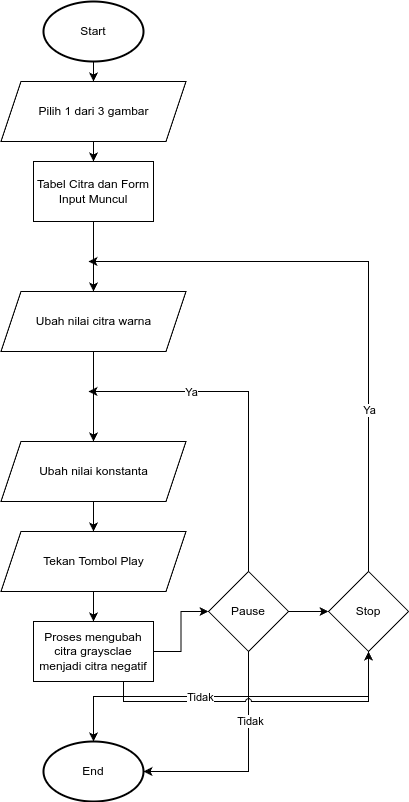 Start
Pilih 1 dari 3 gambar
Tabel Citra dan Form
Input Muncul
Ubah nilai citra warna
Ya
Ya
Ubah nilai konstanta
Tekan Tombol Play
Pause
Stop
Proses mengubah
citra graysclae
menjadi citra negatif
Tidak
Tidak
End